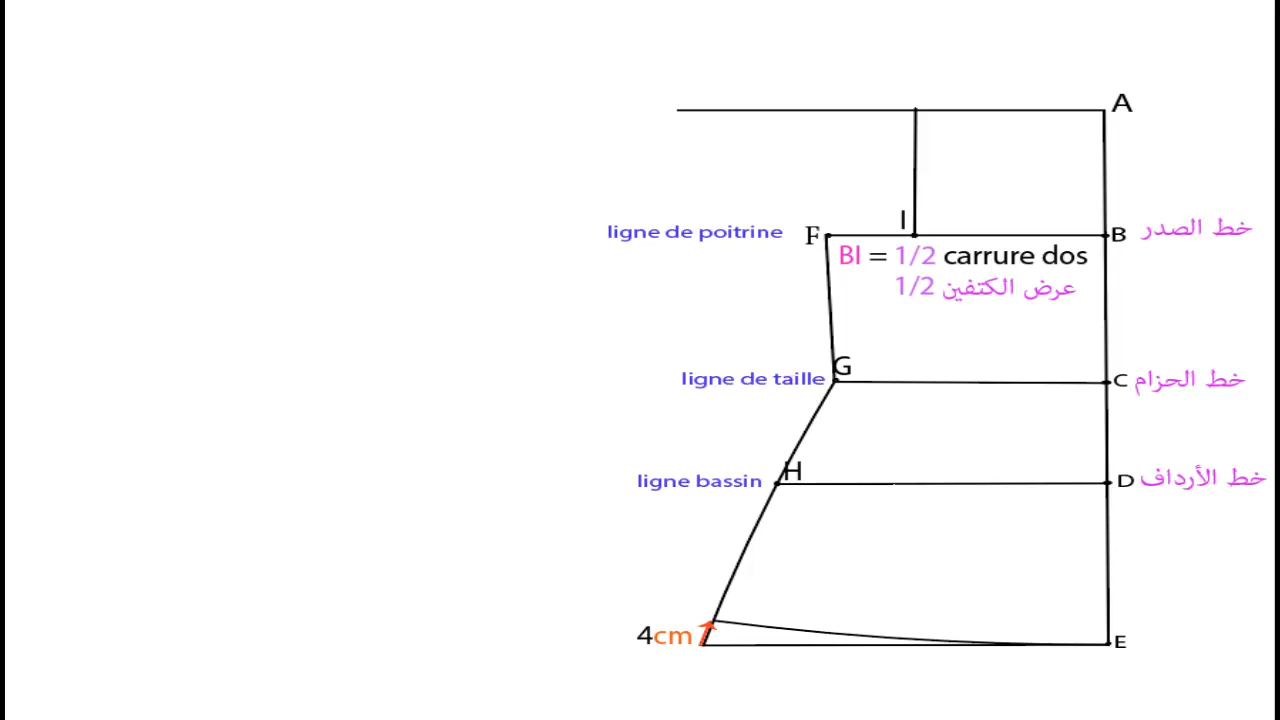 A
I
ligne de poitrine F B خط الصدر
BI = 1/2 carrure dos
1/2 عرض الكتفين
G
ligne de taille C خط الحزام
H
ligne bassin D خط الأرداف
4cm E